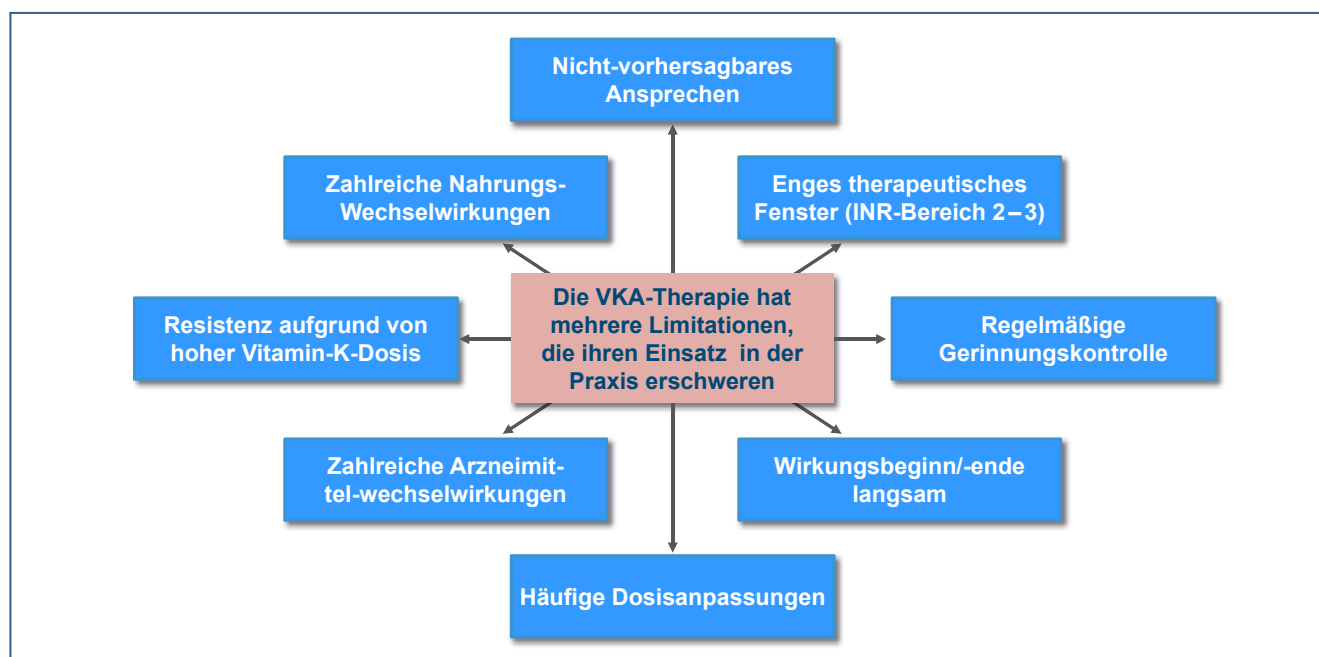 Nicht-vorhersagbares
Ansprechen
Zahlreiche Nahrungs-
Wechselwirkungen
Enges therapeutisches
Fenster (INR-Bereich 2–3)
Die VKA-Therapie hat
mehrere Limitationen,
die ihren Einsatz in der
Praxis erschweren
Resistenz aufgrund von
hoher Vitamin-K-Dosis
Regelmäßige
Gerinnungskontrolle
Zahlreiche Arzneimit-
tel-wechselwirkungen
Wirkungsbeginn/-ende
langsam
Häufige Dosisanpassungen